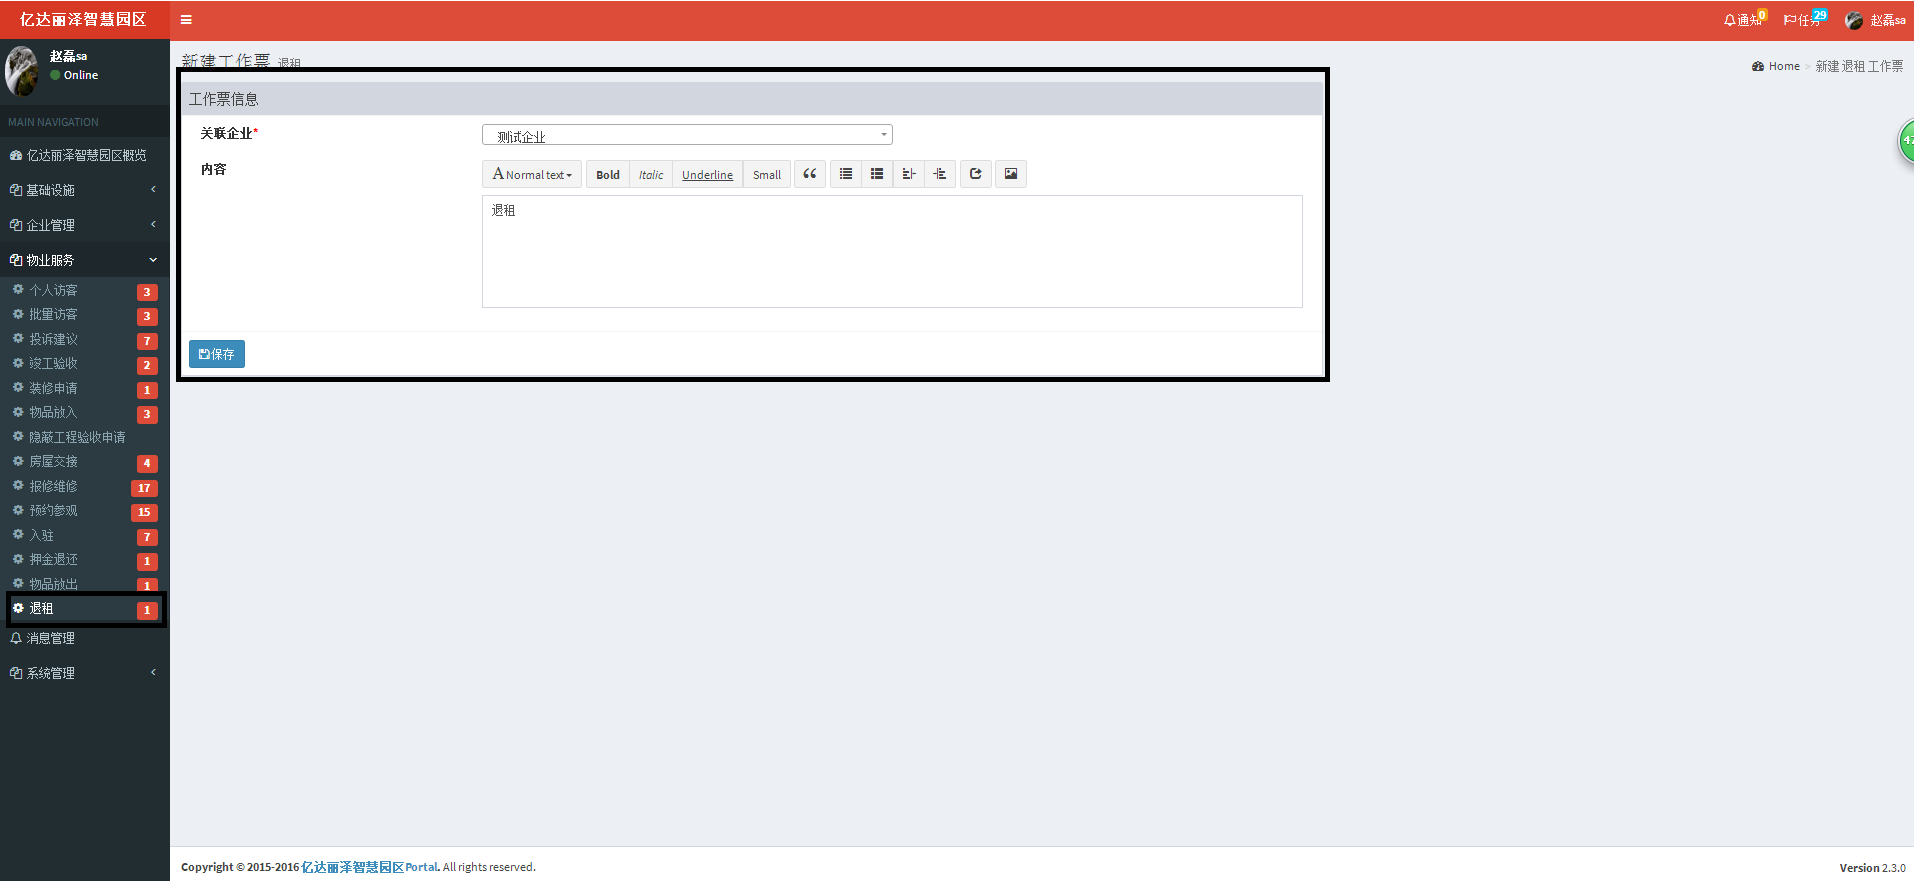 亿达丽泽智慧园区
通知 0
任务 29
赵磊sa
赵磊sa
Online
MAIN NAVIGATION
亿达丽泽智慧园区概览
基础设施
企业管理
物业服务
个人访客 3
批量访客 3
投诉建议 7
竣工验收 2
装修申请 1
物品放入 3
隐蔽工程验收申请
房屋交接 4
报修维修 17
预约参观 15
入驻 7
押金退还 1
物品放出 1
退租 1
消息管理
系统管理
新建工作票 退租
Home > 新建 退租 工作票
工作票信息
关联企业*
测试企业
内容
A Normal text Bold Italic Underline Small
退租
保存
Copyright © 2015-2016 亿达丽泽智慧园区Portal. All rights reserved.
Version 2.3.0